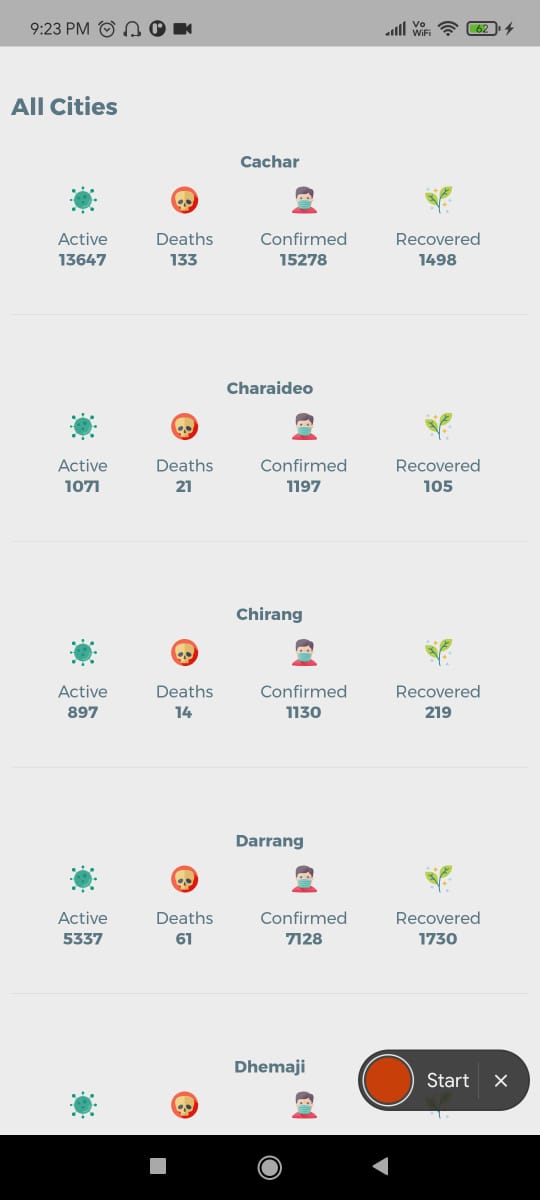 9:23 PM Vo WiFi 62
All Cities
Cachar
Active Deaths Confirmed Recovered
13647 133 15278 1498
Charaideo
Active Deaths Confirmed Recovered
1071 21 1197 105
Chirang
Active Deaths Confirmed Recovered
897 14 1130 219
Darrang
Active Deaths Confirmed Recovered
5337 61 7128 1730
Dhemaji
Start